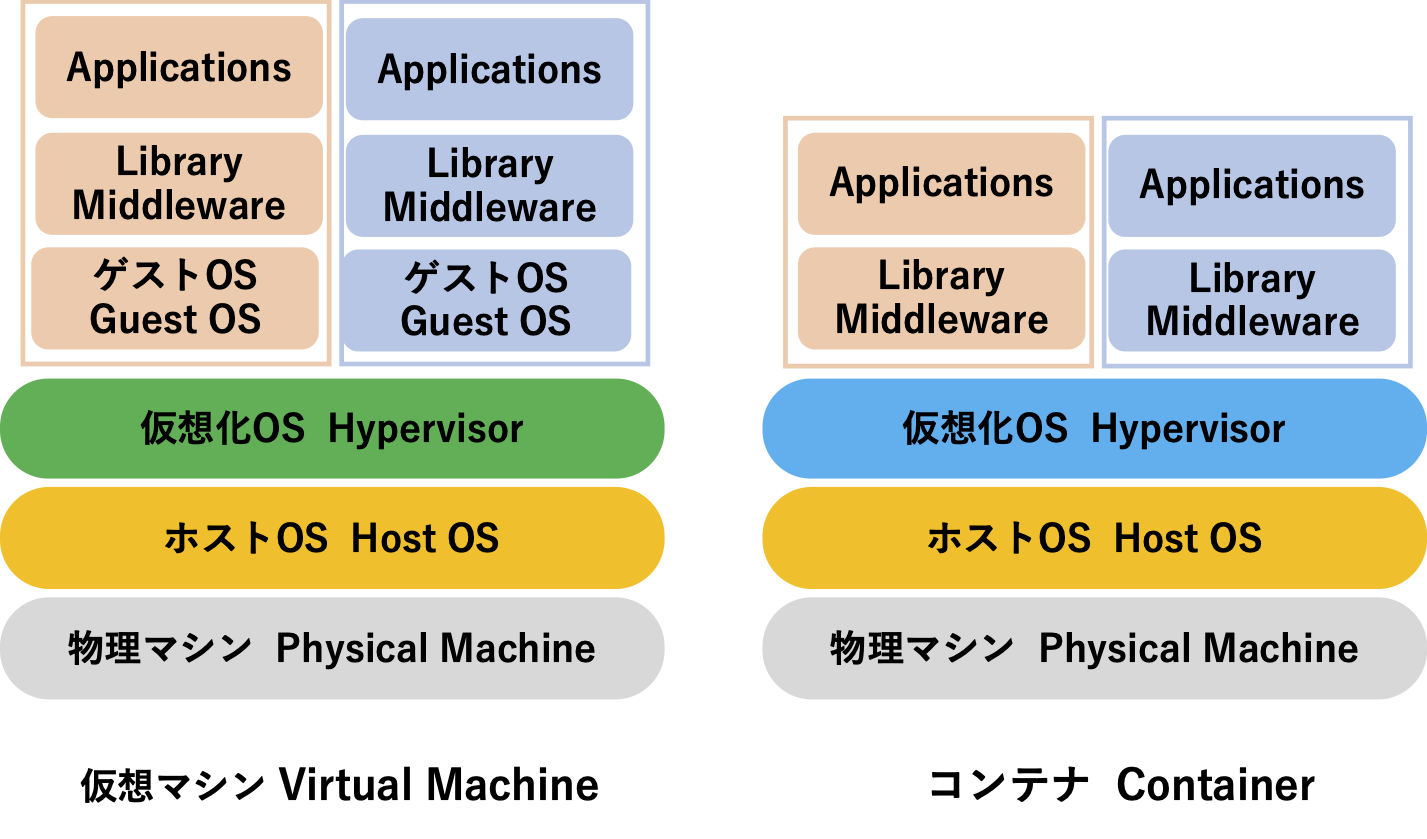 Applications
Library
Middleware
ゲストOS
Guest OS
Applications
Library
Middleware
ゲストOS
Guest OS
仮想化OS Hypervisor
ホストOS Host OS
物理マシン Physical Machine
仮想マシン Virtual Machine
Applications
Library
Middleware
Applications
Library
Middleware
仮想化OS Hypervisor
ホストOS Host OS
物理マシン Physical Machine
コンテナ Container